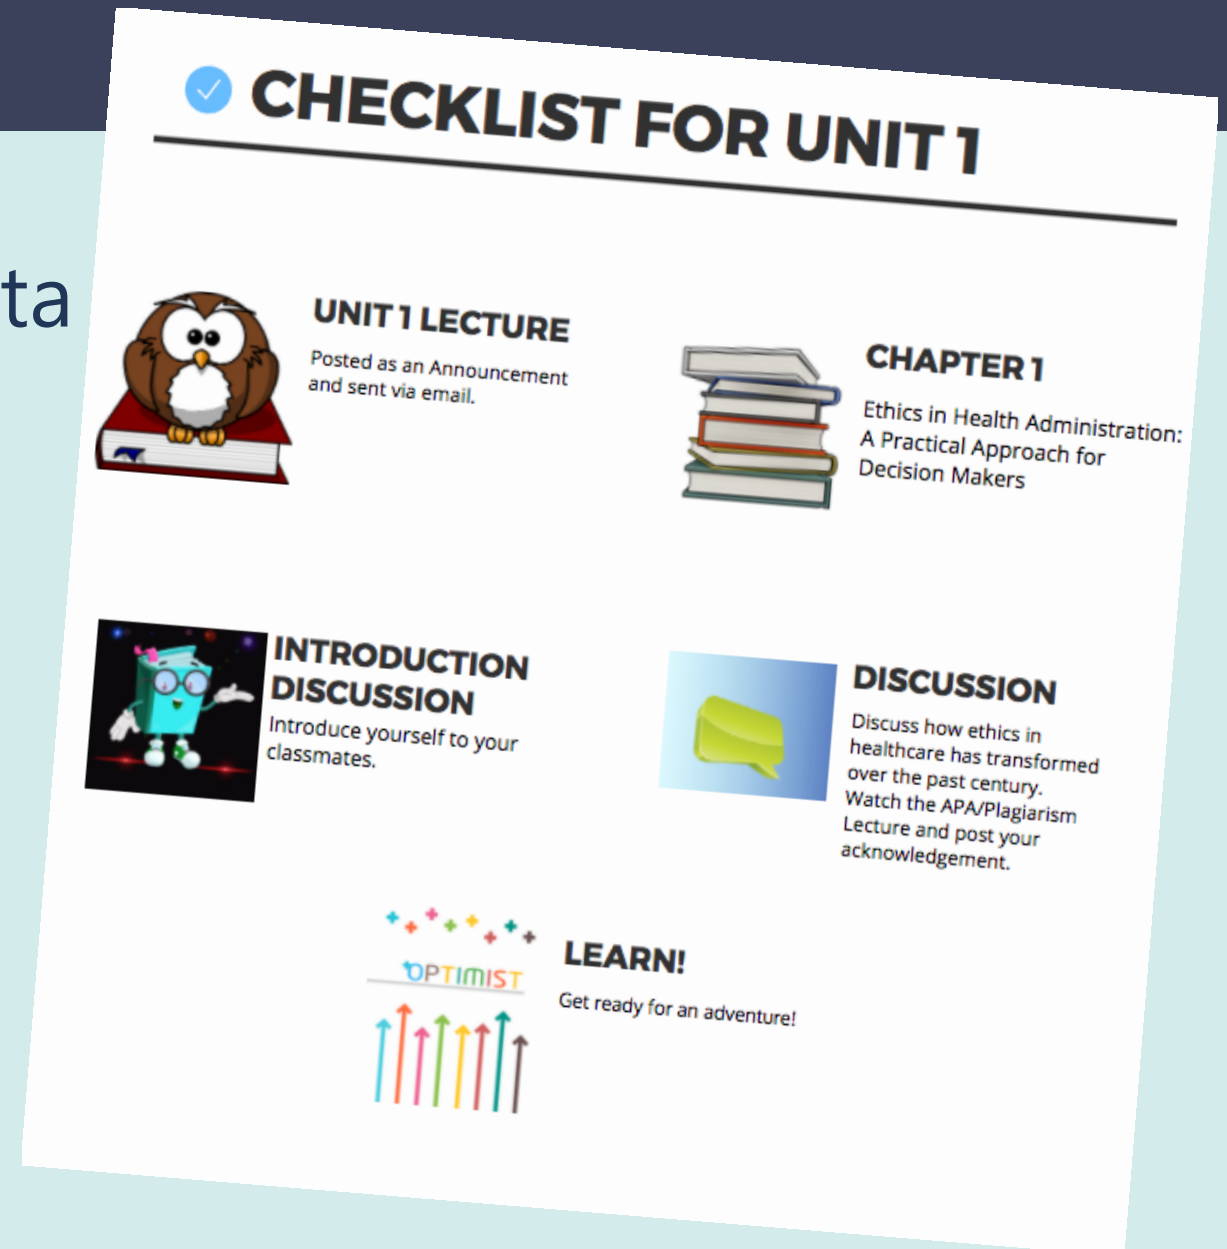 CHECKLIST FOR UNIT 1
ta
UNIT 1 LECTURE
Posted as an Announcement
and sent via email.
CHAPTER 1
Ethics in Health Administration:
A Practical Approach for
Decision Makers
INTRODUCTION
DISCUSSION
Introduce yourself to your
classmates.
DISCUSSION
Discuss how ethics in
healthcare has transformed
over the past century.
Watch the APA/Plagiarism
Lecture and post your
acknowledgement.
OPTIMIST
LEARN!
Get ready for an adventure!